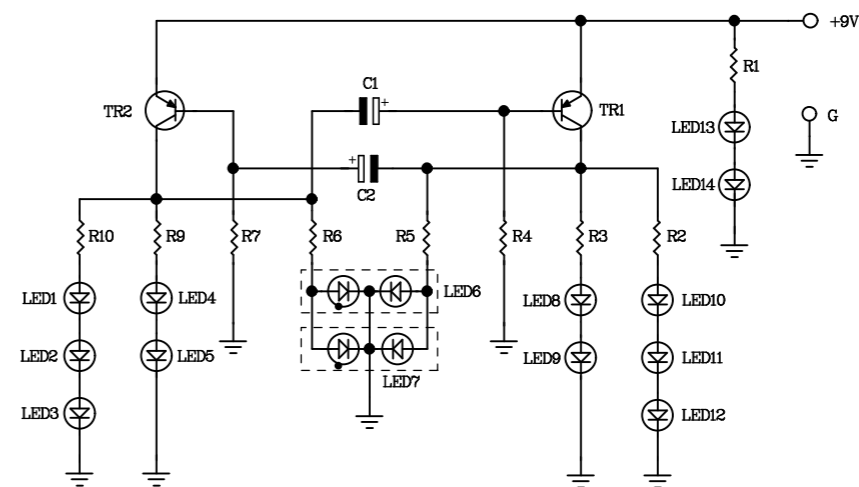 +9V
C1
+
R1
TR2
TR1
LED13
G
+
C2
LED14
R10
R9
R7
R6
R5
R4
R3
R2
LED1
LED4
LED6
LED8
LED10
LED2
LED5
LED7
LED9
LED11
LED3
LED12